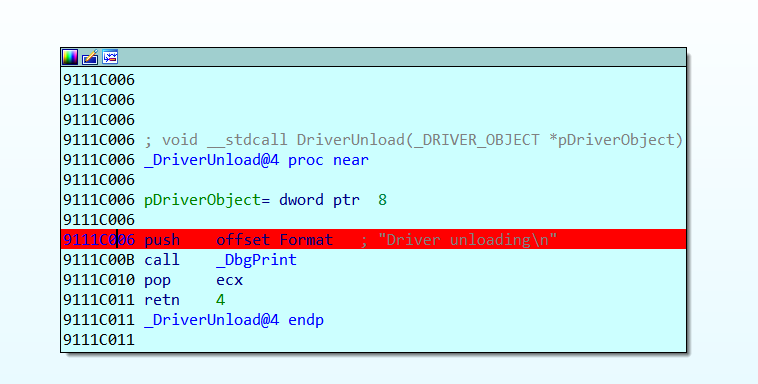 9111C006
9111C006
9111C006
9111C006 ; void __stdcall DriverUnload(_DRIVER_OBJECT *pDriverObject)
9111C006 _DriverUnload@4 proc near
9111C006
9111C006 pDriverObject= dword ptr  8
9111C006
9111C006 push    offset Format   ; "Driver unloading\n"
9111C00B call    _DbgPrint
9111C010 pop     ecx
9111C011 retn    4
9111C011 _DriverUnload@4 endp
9111C011